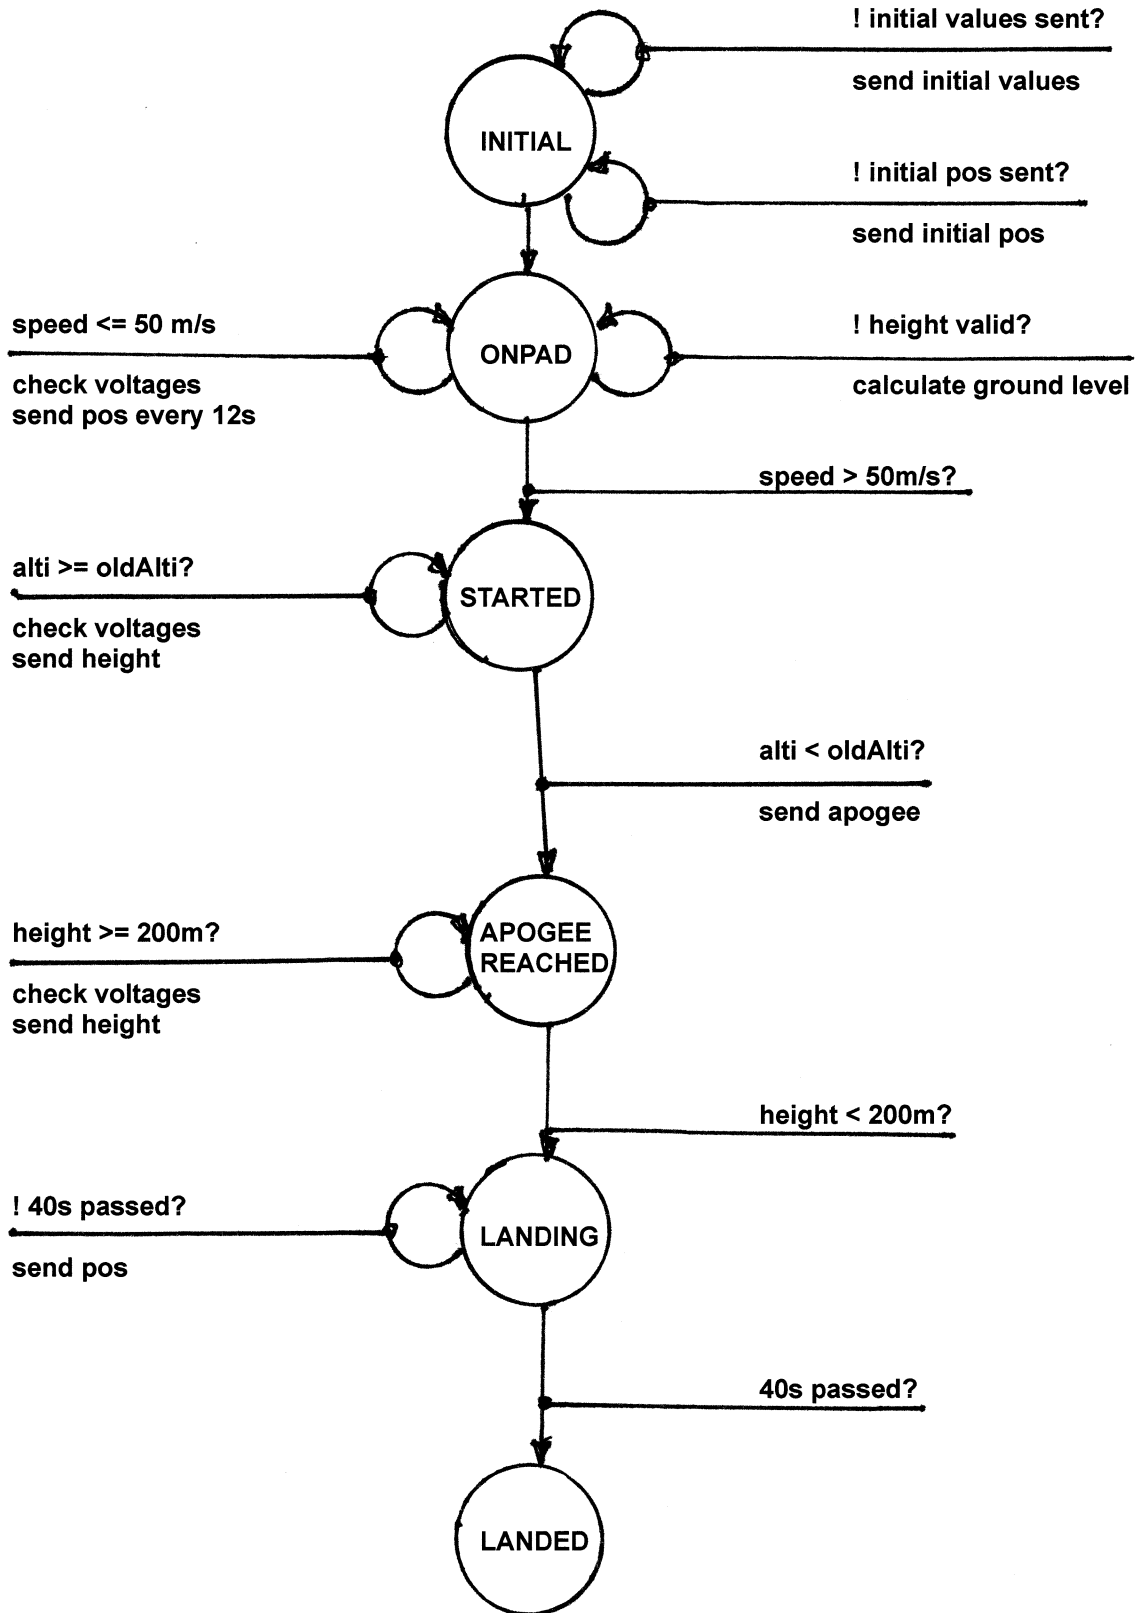 ! initial values sent?
send initial values
INITIAL
! initial pos sent?
send initial pos
speed <= 50 m/s
check voltages
send pos every 12s
ONPAD
! height valid?
calculate ground level
speed > 50m/s?
alti >= oldAlti?
check voltages
send height
STARTED
alti < oldAlti?
send apogee
height >= 200m?
check voltages
send height
APOGEE
REACHED
height < 200m?
! 40s passed?
send pos
LANDING
40s passed?
LANDED